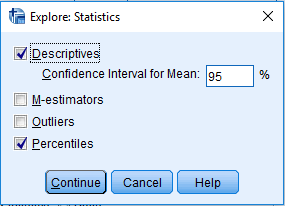 Explore: Statistics
Descriptives
Confidence Interval for Mean: 95 %
M-estimators
Outliers
Percentiles
Continue Cancel Help